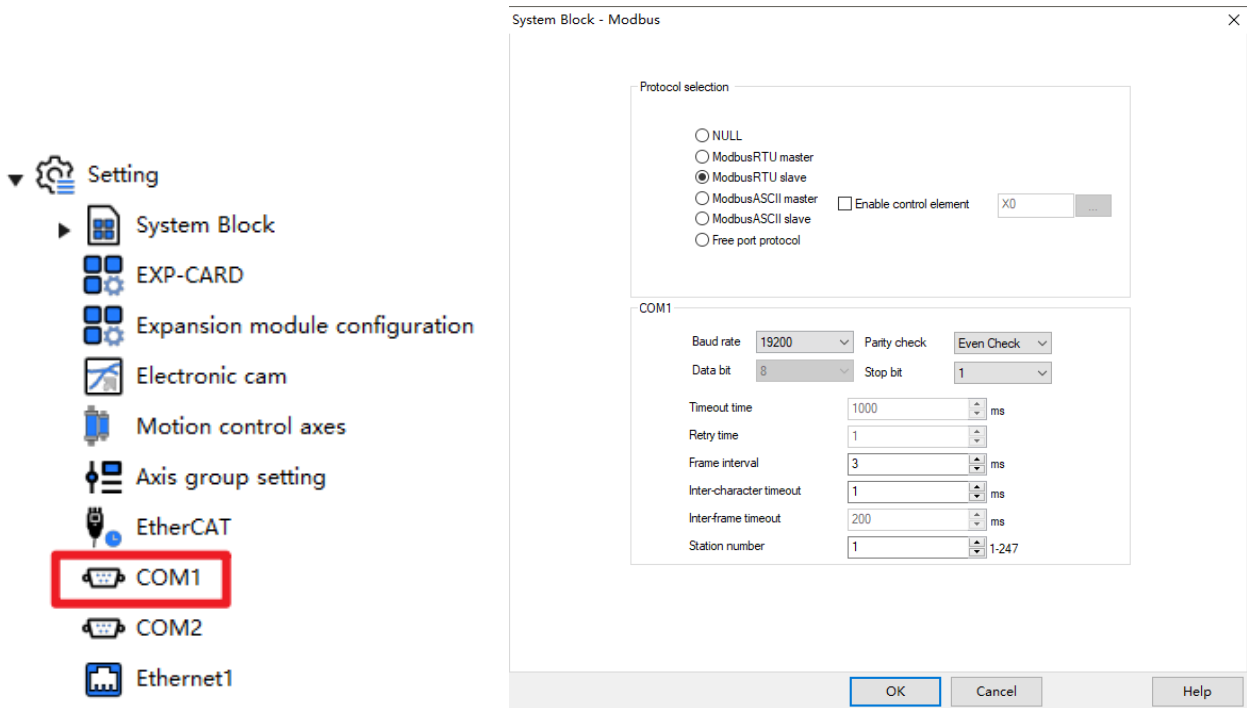 Setting
System Block
EXP-CARD
Expansion module configuration
Electronic cam
Motion control axes
Axis group setting
EtherCAT
COM1
COM2
Ethernet1
System Block - Modbus
Protocol selection
NULL
ModbusRTU master
ModbusRTU slave
ModbusASCII master
Enable control element X0 ...
ModbusASCII slave
Free port protocol
COM1
Baud rate 19200 Parity check Even Check
Data bit 8 Stop bit 1
Timeout time 1000 ms
Retry time 1
Frame interval 3 ms
Inter-character timeout 1 ms
Inter-frame timeout 200 ms
Station number 1 1-247
OK Cancel Help